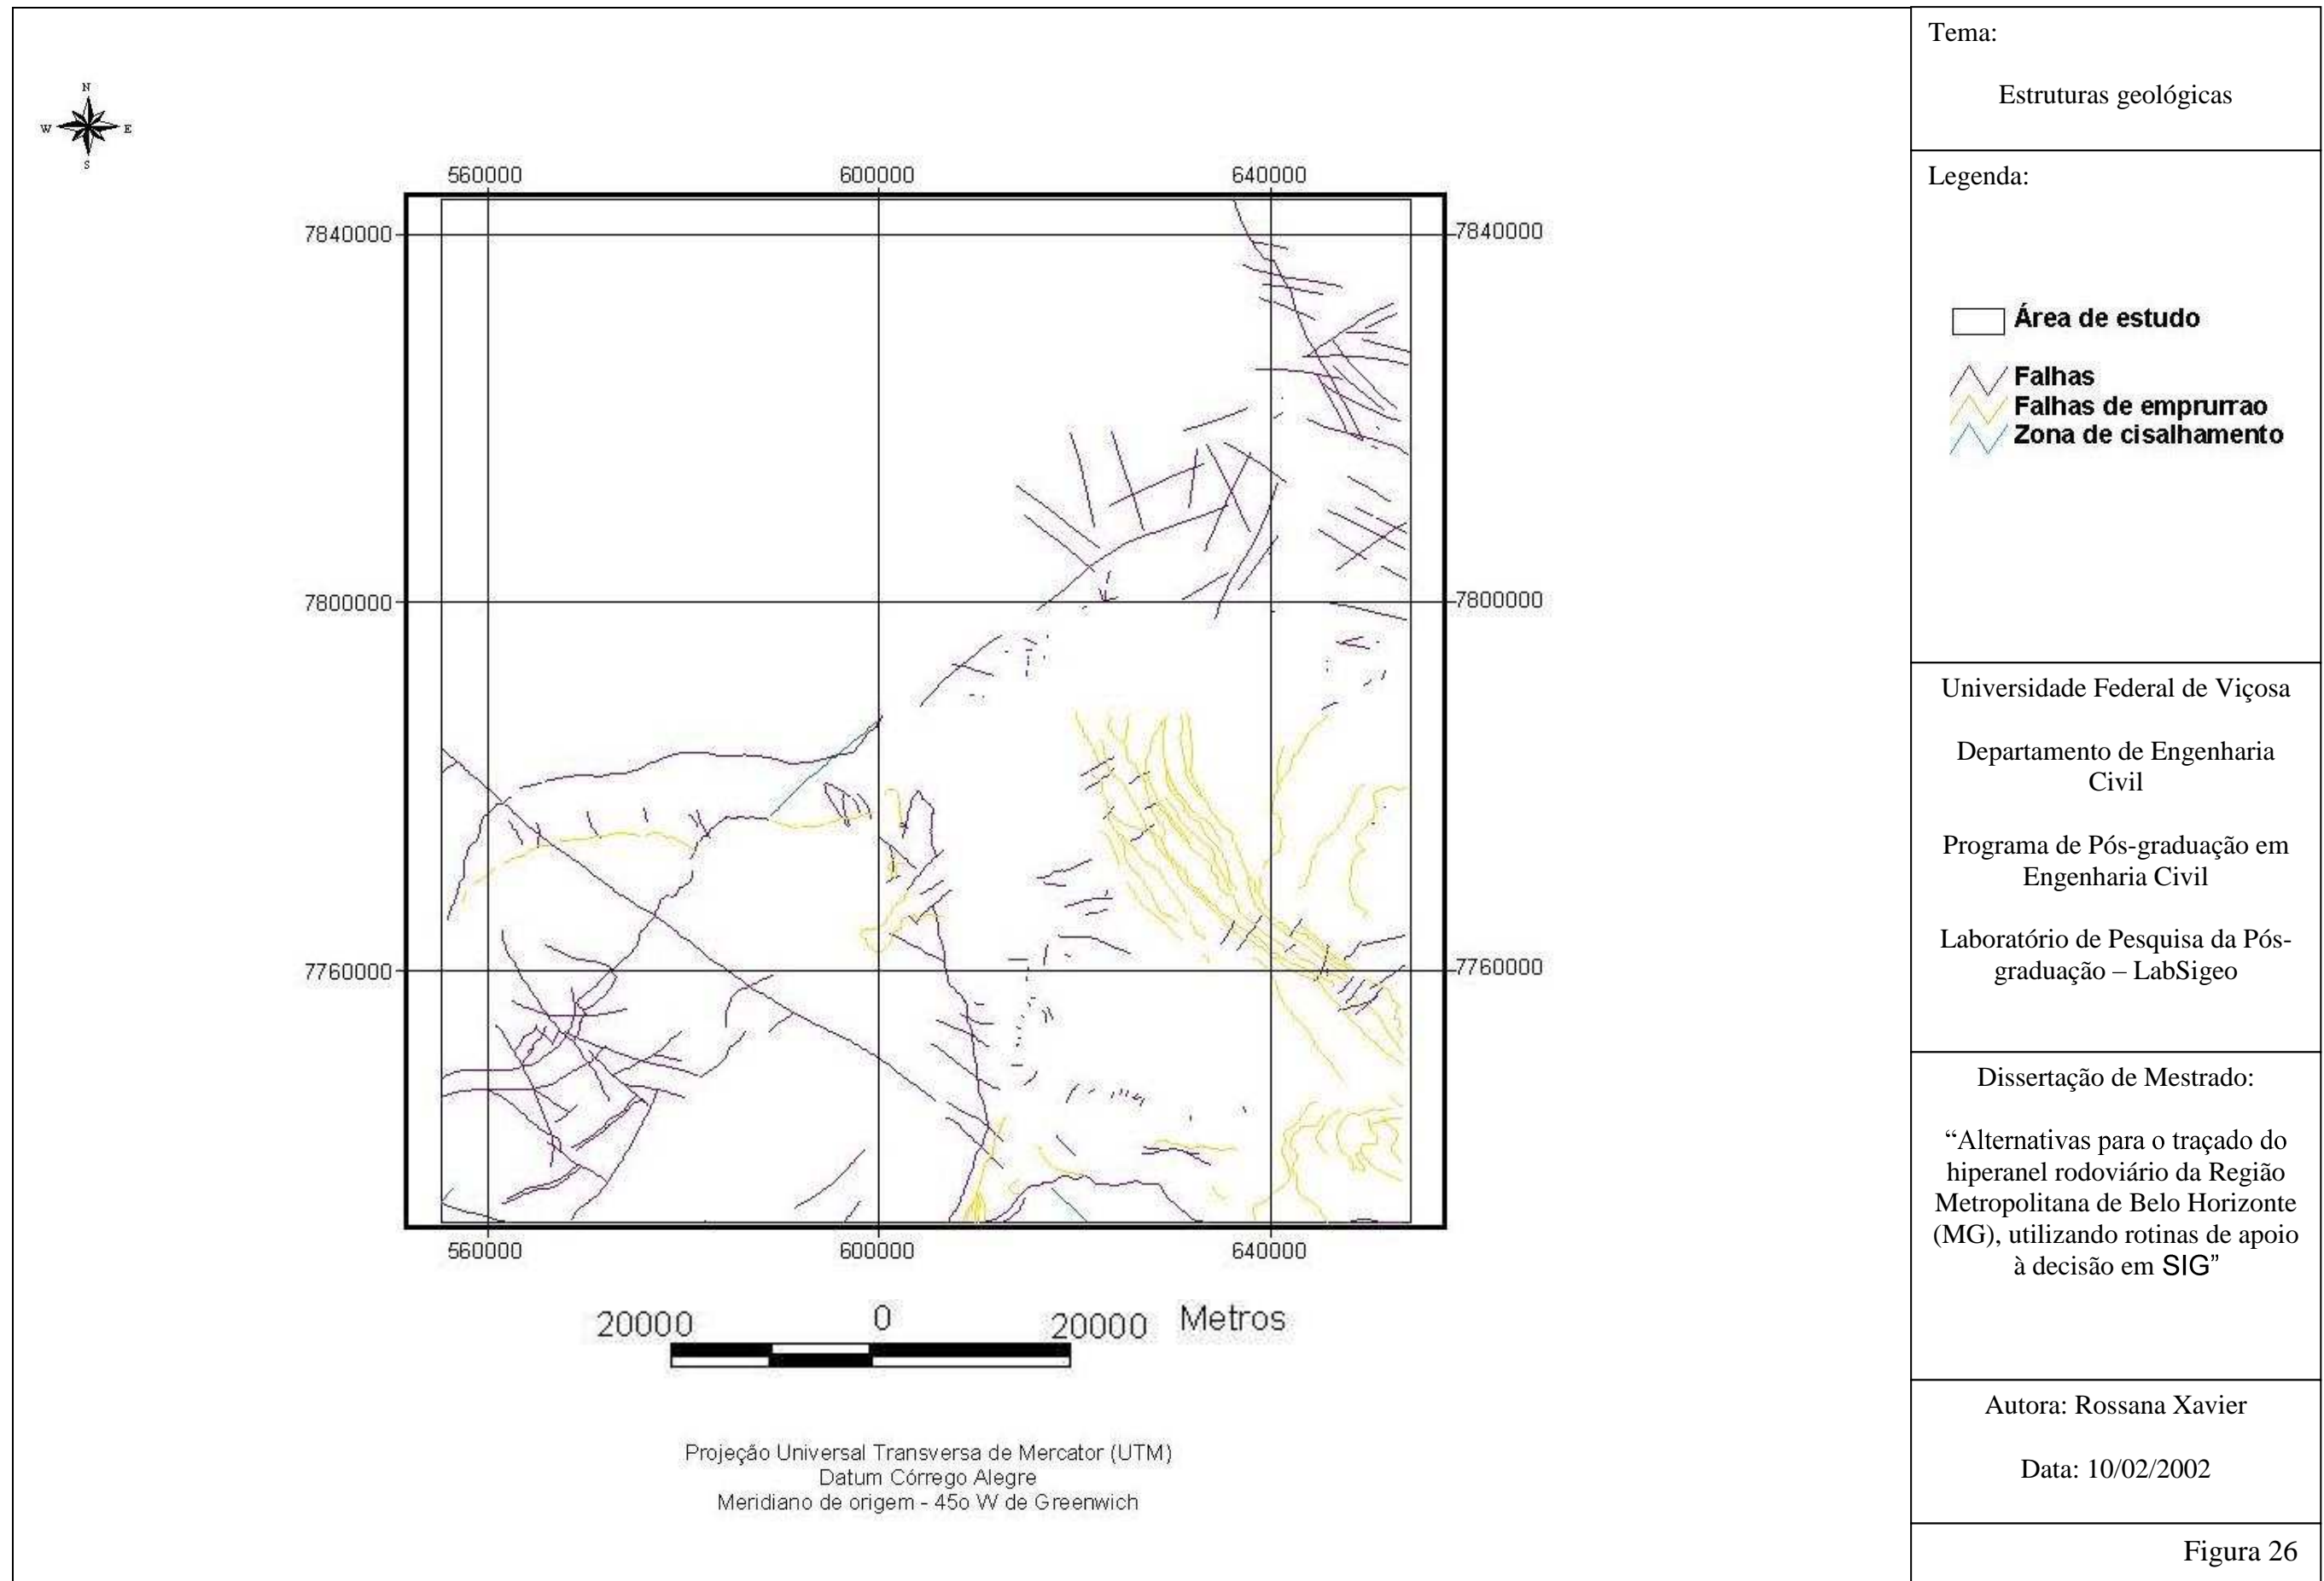 N
W E
S
560000 600000 640000
7840000 7840000
7800000 7800000
7760000 7760000
560000 600000 640000
20000 0 20000 Metros
Projeção Universal Transversa de Mercator (UTM)
Datum Córrego Alegre
Meridiano de origem - 45o W de Greenwich
Tema:
Estruturas geológicas
Legenda:
Área de estudo
Falhas
Falhas de emprurrao
Zona de cisalhamento
Universidade Federal de Viçosa
Departamento de Engenharia
Civil
Programa de Pós-graduação em
Engenharia Civil
Laboratório de Pesquisa da Pós-
graduação – LabSigeo
Dissertação de Mestrado:
“Alternativas para o traçado do
hiperanel rodoviário da Região
Metropolitana de Belo Horizonte
(MG), utilizando rotinas de apoio
à decisão em SIG”
Autora: Rossana Xavier
Data: 10/02/2002
Figura 26